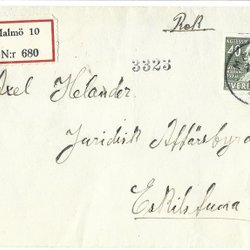 Rek
Malmö 10
N:r 680
3323
SVERIGE
Axel Helander.
Juridisk Affärsbyrå
Eskilstuna